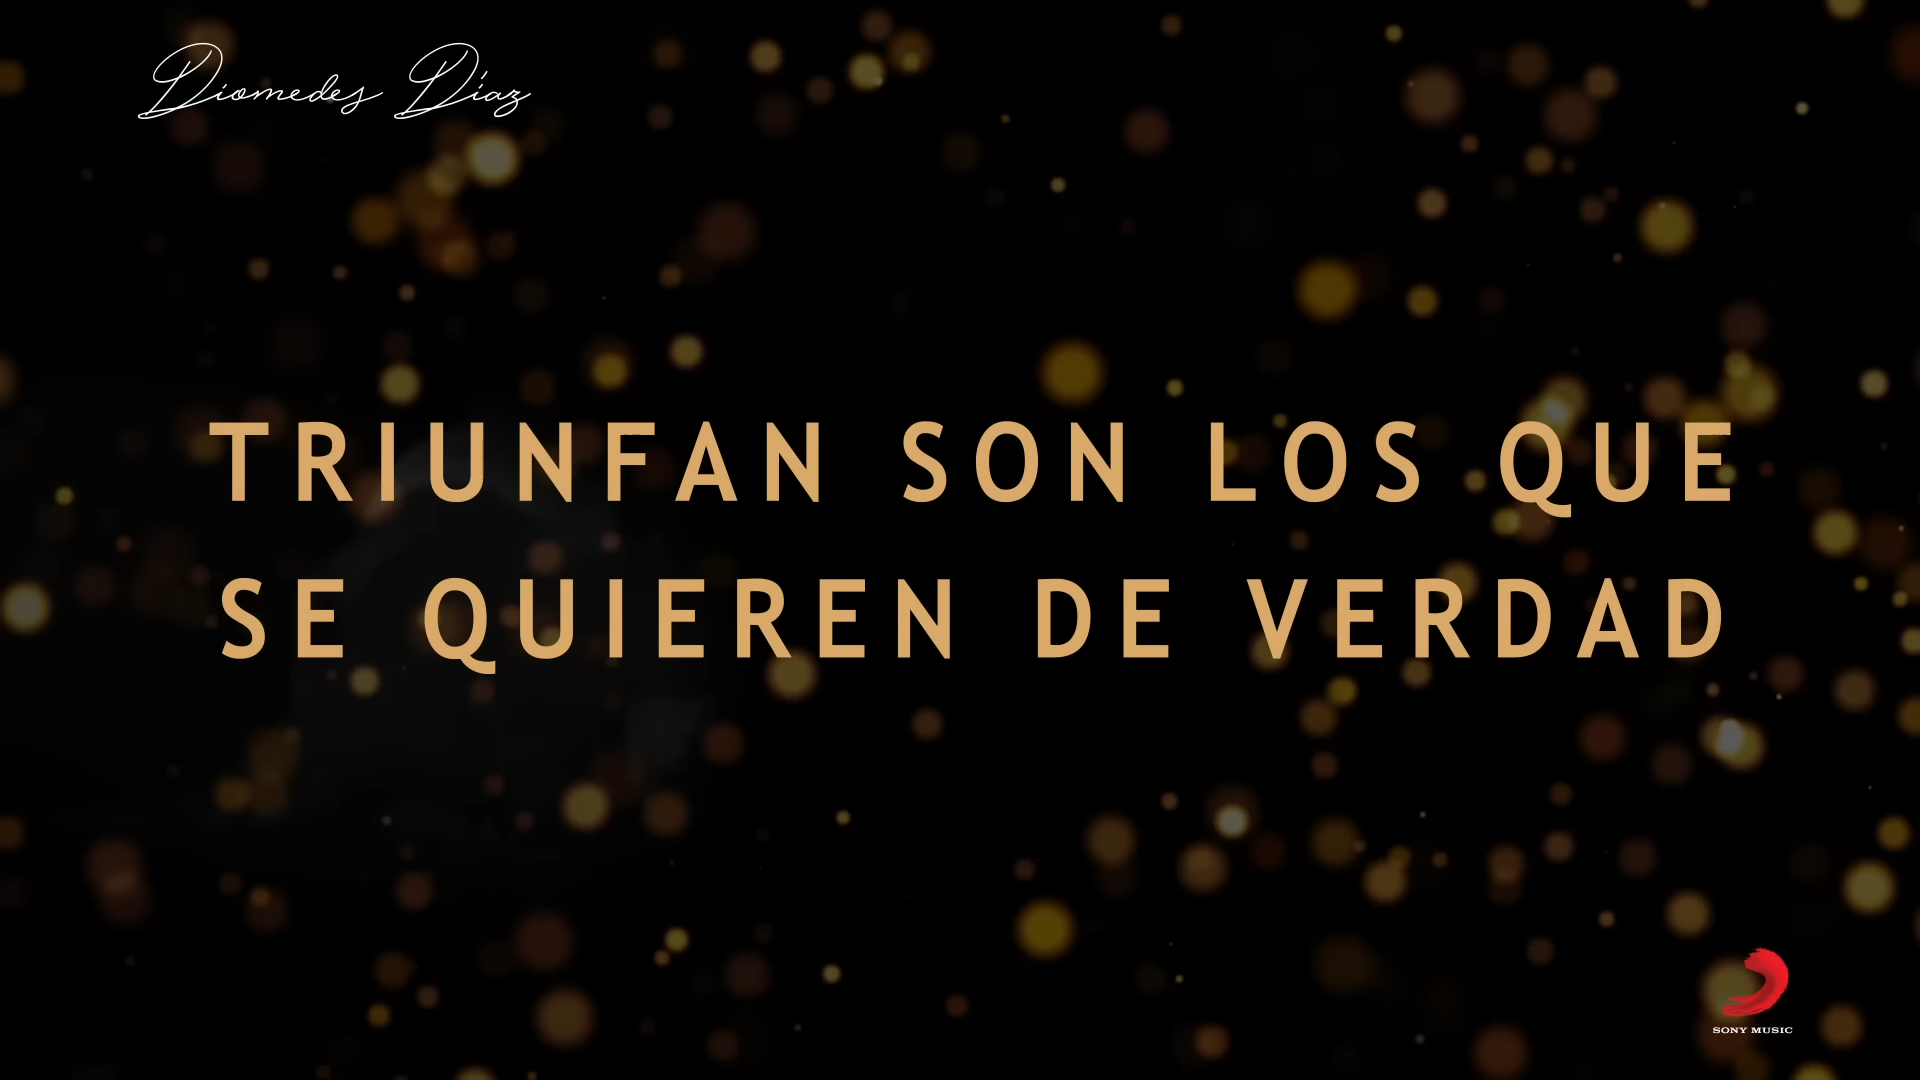 Diomedes Díaz
TRIUNFAN SON LOS QUE
SE QUIEREN DE VERDAD
SONY MUSIC